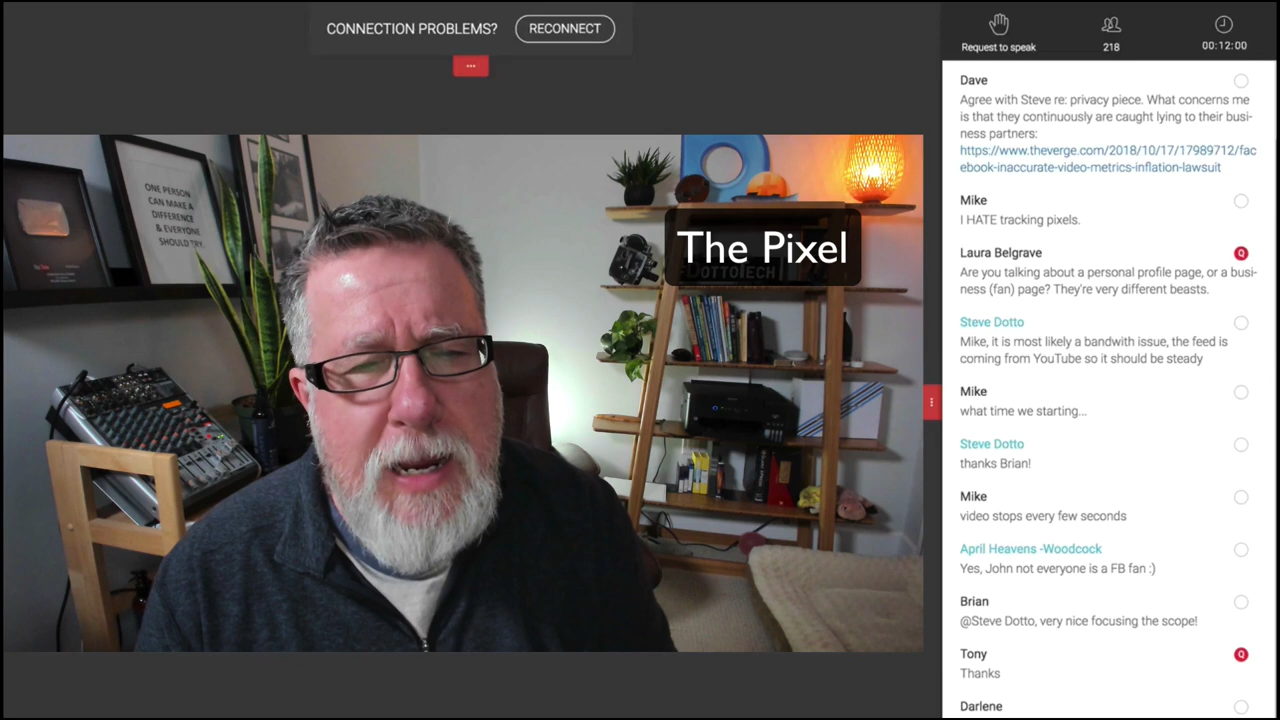 CONNECTION PROBLEMS?
RECONNECT
Request to speak
218
00:12:00
ONE PERSON
CAN MAKE A
DIFFERENCE
& EVERYONE
SHOULD TRY.
The Pixel
DOTTOTECH
Dave
Agree with Steve re: privacy piece. What concerns me
is that they continuously are caught lying to their busi-
ness partners:
https://www.theverge.com/2018/10/17/17989712/fac
ebook-inaccurate-video-metrics-inflation-lawsuit
Mike
I HATE tracking pixels.
Laura Belgrave
Q
Are you talking about a personal profile page, or a busi-
ness (fan) page? They're very different beasts.
Steve Dotto
Mike, it is most likely a bandwith issue, the feed is
coming from YouTube so it should be steady
Mike
what time we starting...
Steve Dotto
thanks Brian!
Mike
video stops every few seconds
April Heavens -Woodcock
Yes, John not everyone is a FB fan :)
Brian
@Steve Dotto, very nice focusing the scope!
Tony
Q
Thanks
Darlene